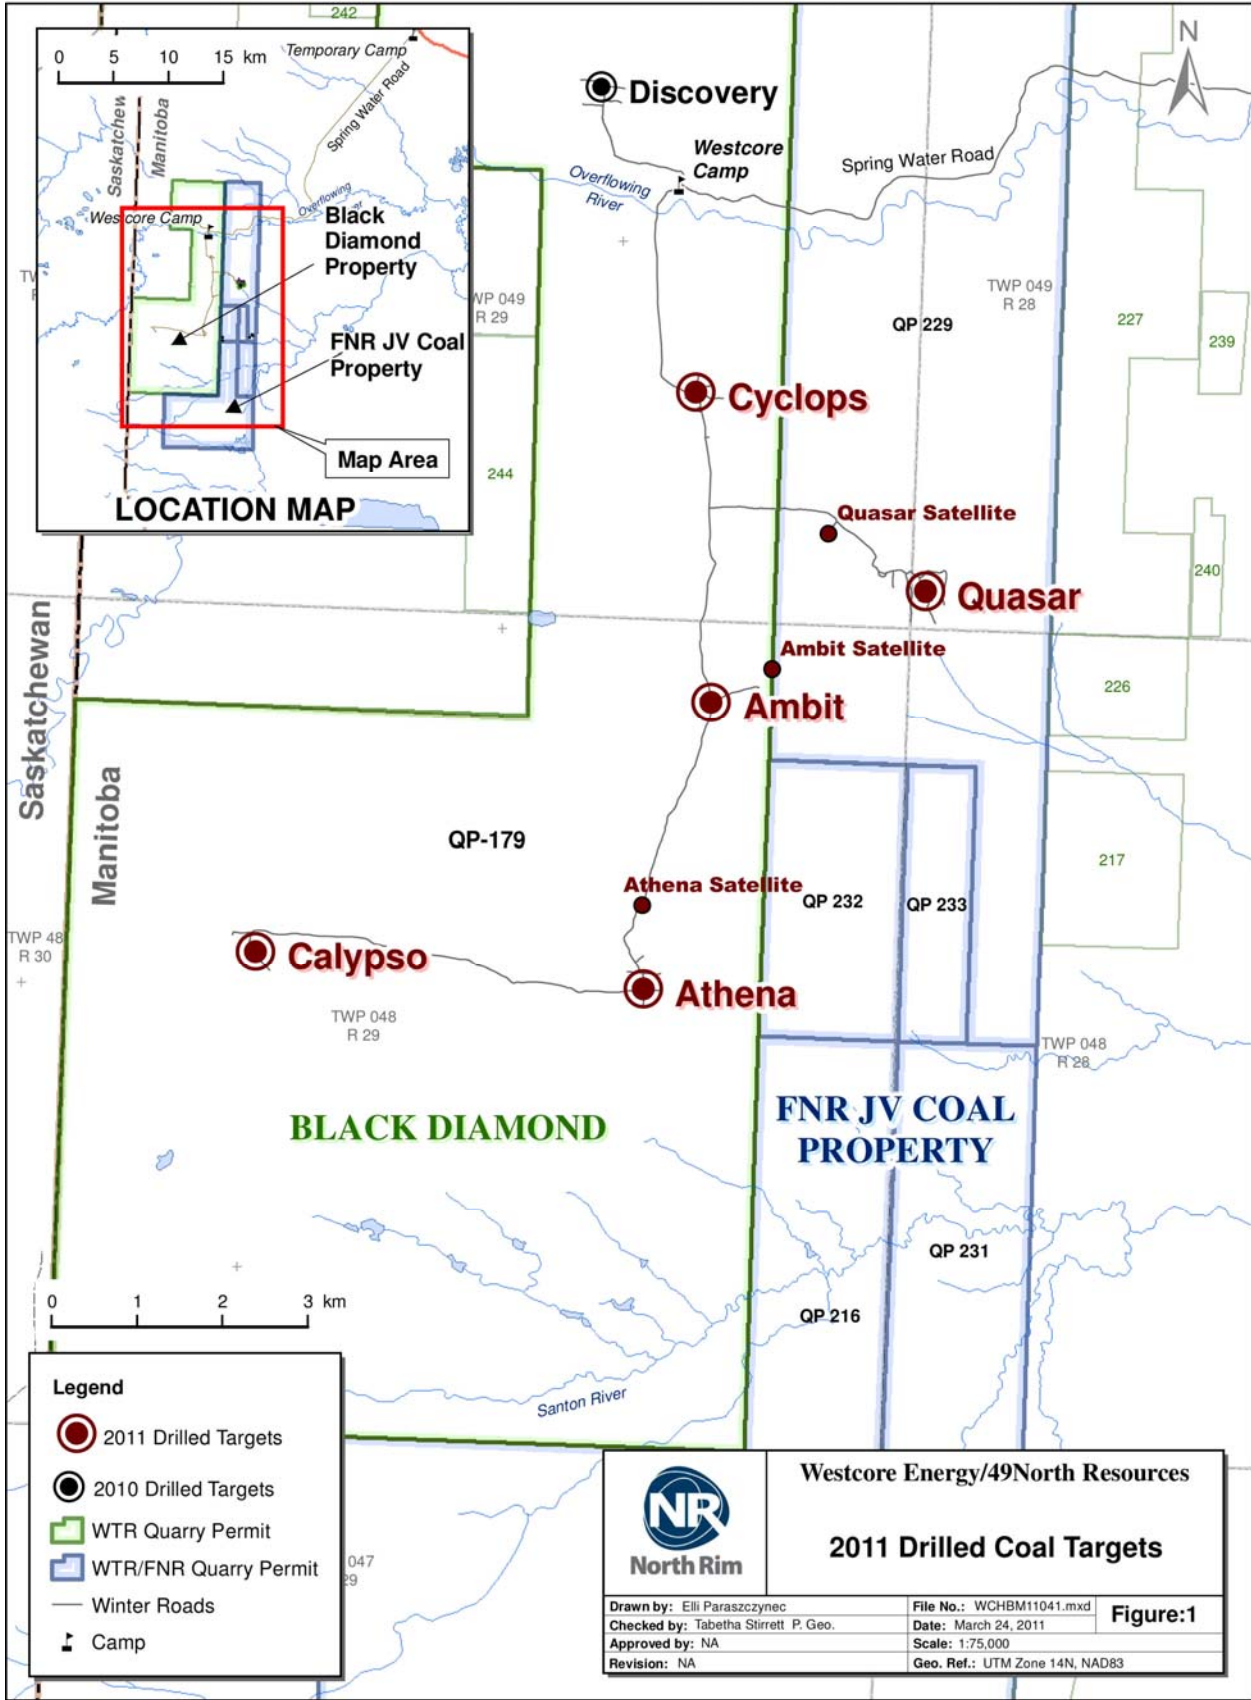 242
0 5 10 15 km
Temporary Camp
Spring Water Road
Saskatchew
Manitoba
Overflowing
Westcore Camp
Black
Diamond
Property
FNR JV Coal
Property
Map Area
LOCATION MAP
N
Discovery
Westcore
Camp
Spring Water Road
Overflowing
River
WP 049
R 29
TWP 049
R 28
QP 229
227
239
Cyclops
244
Quasar Satellite
240
Quasar
Ambit Satellite
Ambit
226
Saskatchewan
Manitoba
QP-179
217
Athena Satellite
QP 232
QP 233
TWP 48
R 30
Calypso
Athena
TWP 048
R 29
TWP 048
R 28
BLACK DIAMOND
FNR JV COAL
PROPERTY
QP 231
QP 216
0 1 2 3 km
Santon River
Legend
2011 Drilled Targets
2010 Drilled Targets
WTR Quarry Permit
WTR/FNR Quarry Permit
Winter Roads
Camp
047
29
NR
North Rim
Westcore Energy/49North Resources
2011 Drilled Coal Targets
Drawn by: Elli Paraszczynec
Checked by: Tabetha Stirrett P. Geo.
Approved by: NA
Revision: NA
File No.: WCHBM11041.mxd
Date: March 24, 2011
Scale: 1:75,000
Geo. Ref.: UTM Zone 14N, NAD83
Figure:1